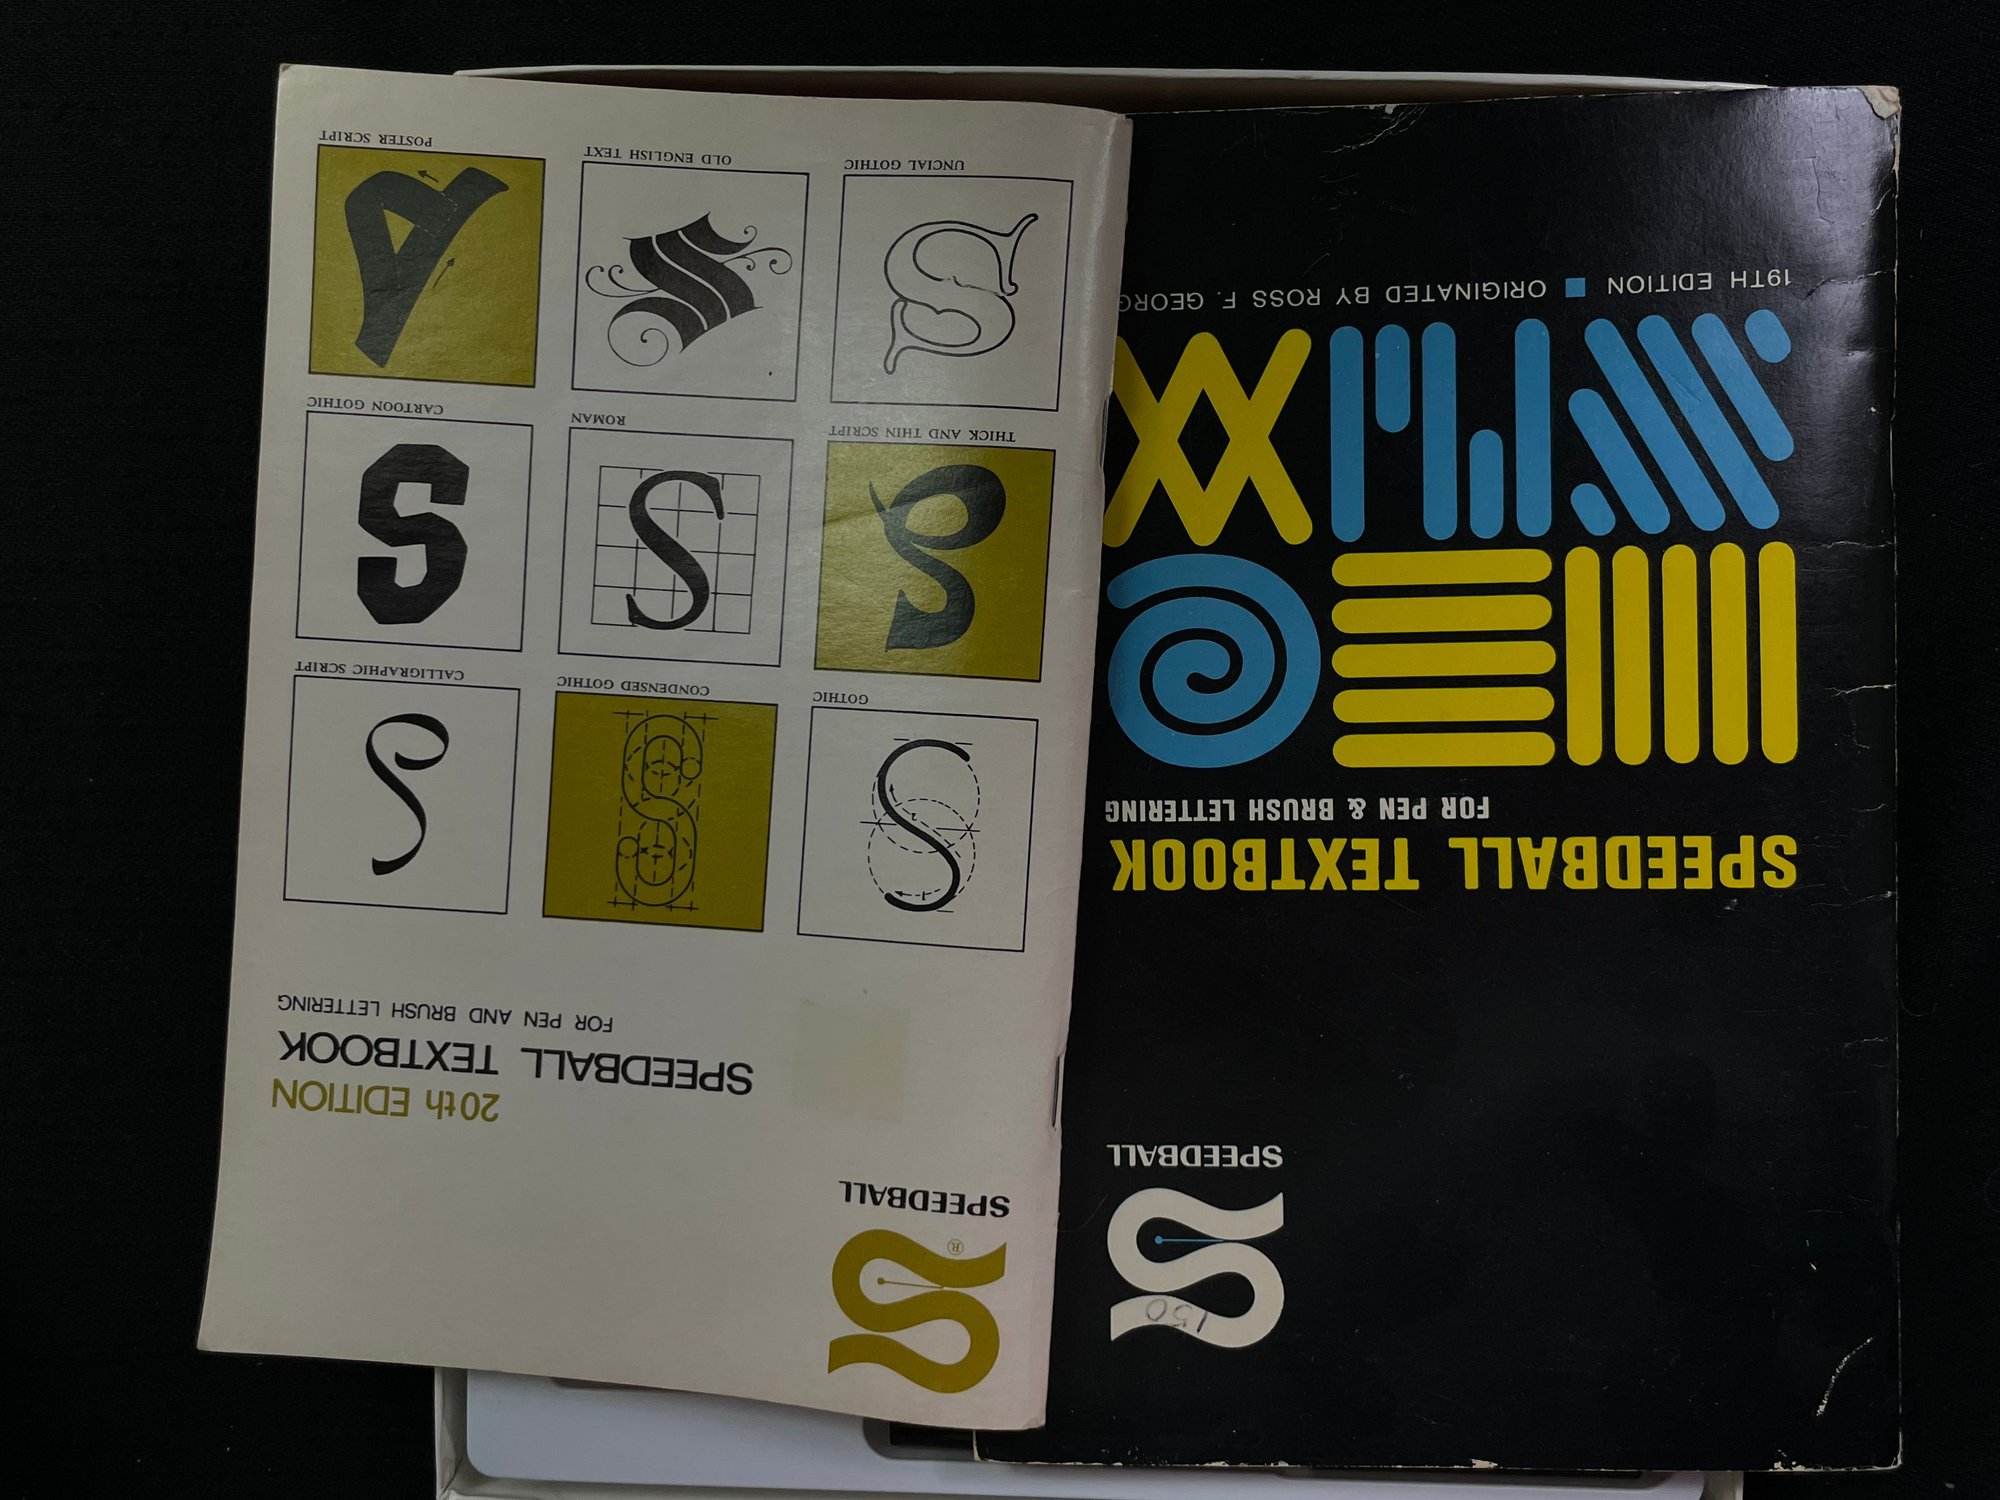 150
SPEEDBALL
SPEEDBALL TEXTBOOK
FOR PEN & BRUSH LETTERING
19TH EDITION ■ ORIGINATED BY ROSS F. GEORG
®
SPEEDBALL
20th EDITION
SPEEDBALL TEXTBOOK
FOR PEN AND BRUSH LETTERING
S S S
GOTHIC CONDENSED GOTHIC CALLIGRAPHIC SCRIPT
S S S
THICK AND THIN SCRIPT ROMAN CARTOON GOTHIC
S S S
UNCIAL GOTHIC OLD ENGLISH TEXT POSTER SCRIPT